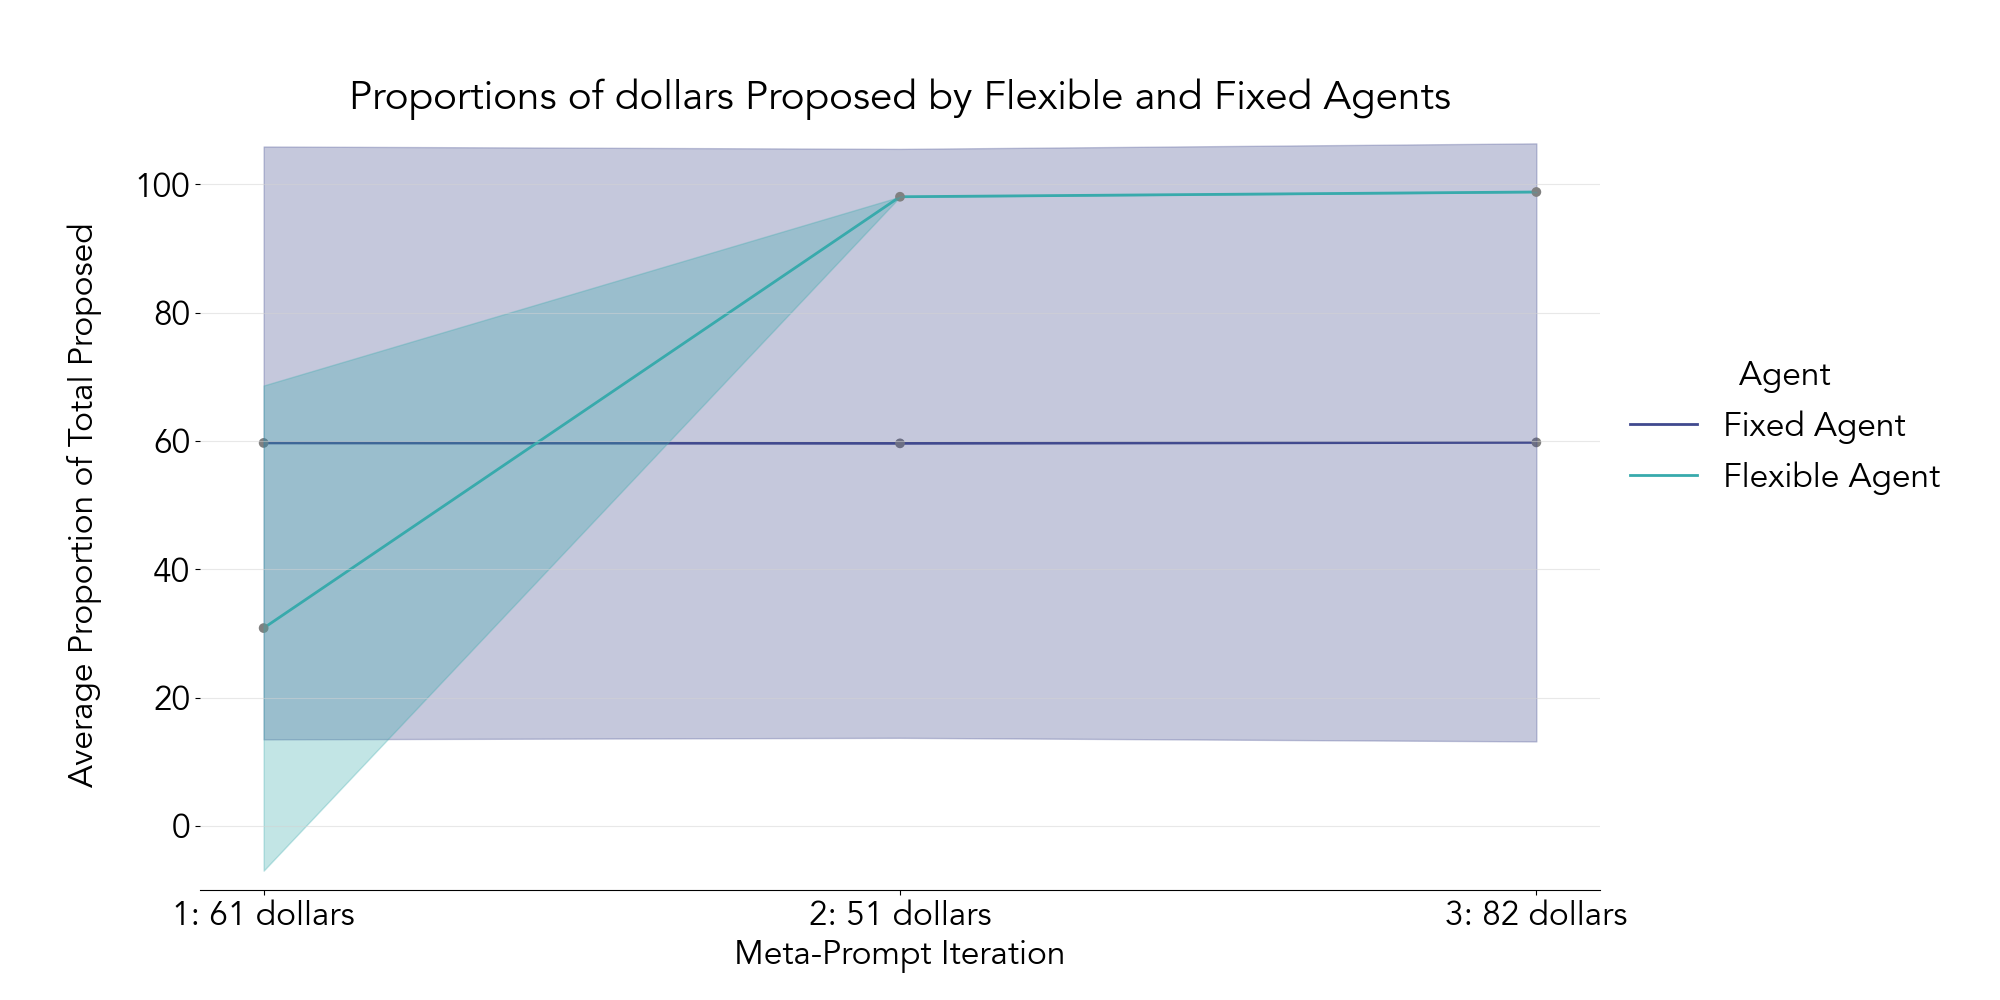 Proportions of dollars Proposed by Flexible and Fixed Agents
Average Proportion of Total Proposed
100
80
60
40
20
0
1: 61 dollars
2: 51 dollars
3: 82 dollars
Meta-Prompt Iteration
Agent
Fixed Agent
Flexible Agent